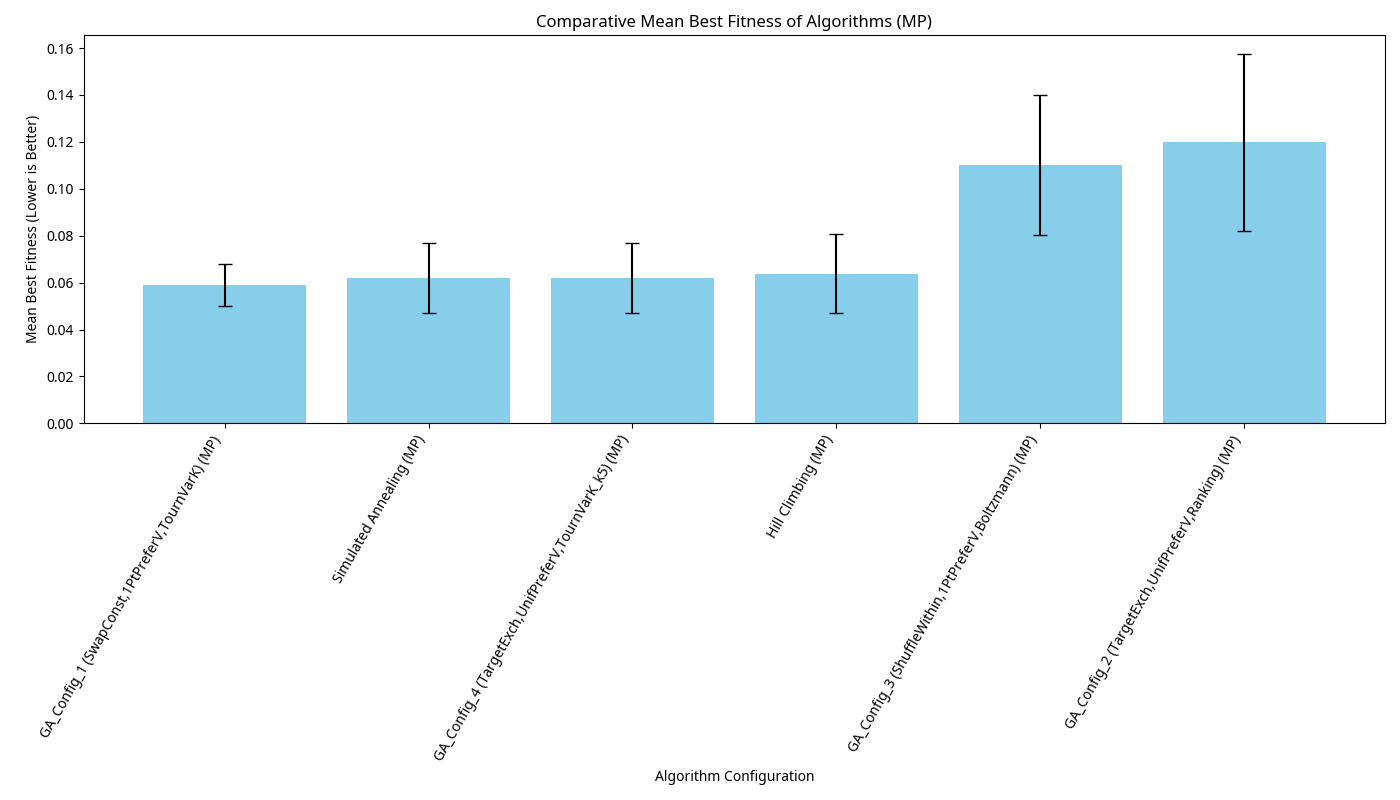 Comparative Mean Best Fitness of Algorithms (MP)
Mean Best Fitness (Lower is Better)
0.16
0.14
0.12
0.10
0.08
0.06
0.04
0.02
0.00
GA_Config_1 (SwapConst,1PtPreferV,TournVarK) (MP)
Simulated Annealing (MP)
GA_Config_4 (TargetExch,UnifPreferV,TournVarK_k5) (MP)
Hill Climbing (MP)
GA_Config_3 (ShuffleWithin,1PtPreferV,Boltzmann) (MP)
GA_Config_2 (TargetExch,UnifPreferV,Ranking) (MP)
Algorithm Configuration